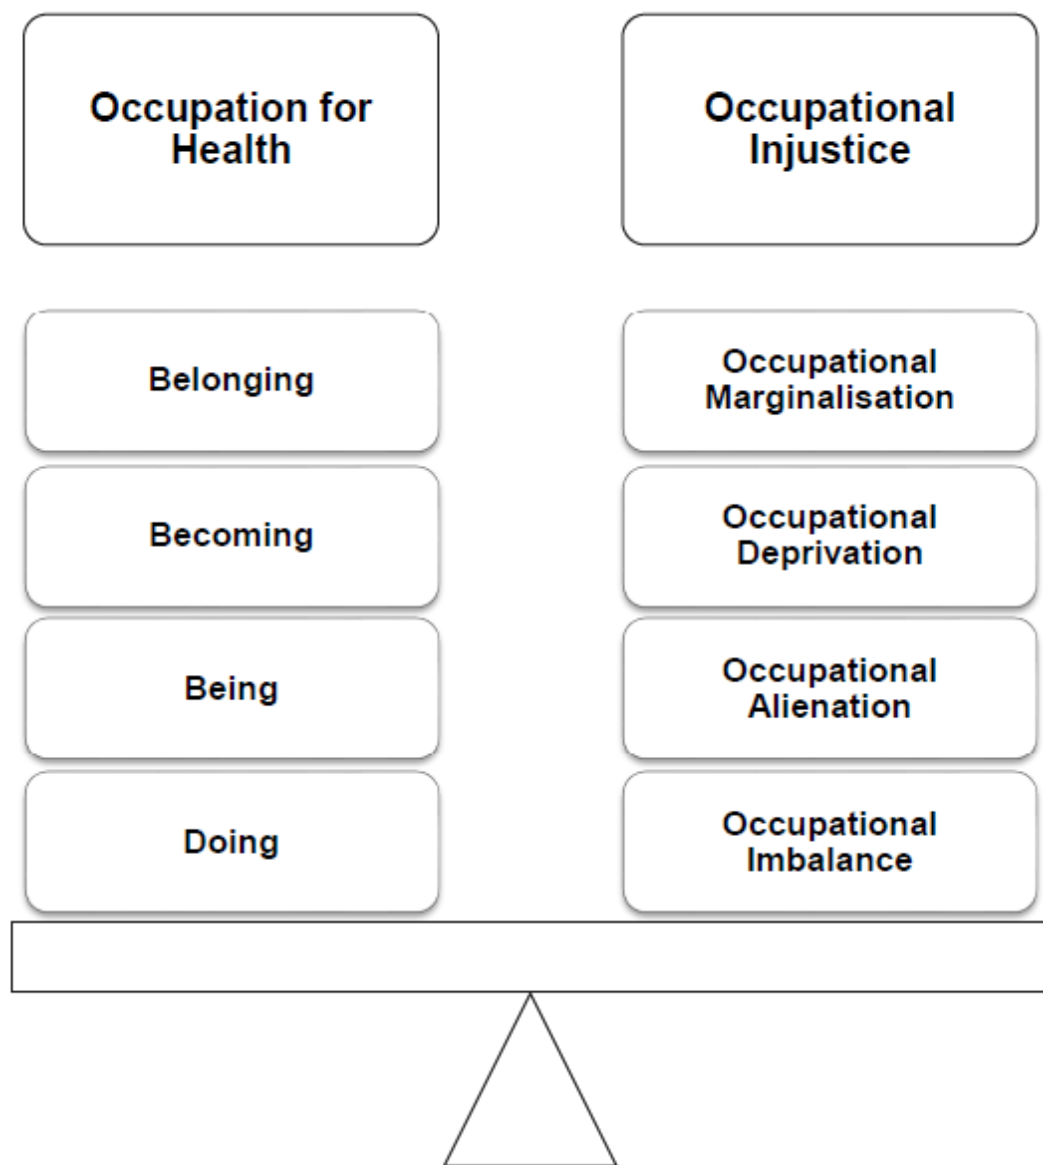 Occupation for
Health
Occupational
Injustice
Belonging
Occupational
Marginalisation
Becoming
Occupational
Deprivation
Being
Occupational
Alienation
Doing
Occupational
Imbalance